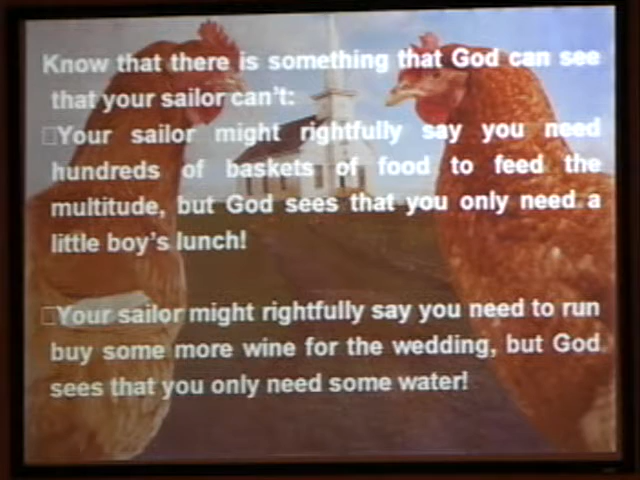 Know that there is something that God can see
that your sailor can't:
Your sailor might rightfully say you need
hundreds of baskets of food to feed the
multitude, but God sees that you only need a
little boy's lunch!
Your sailor might rightfully say you need to run
buy some more wine for the wedding, but God
sees that you only need some water!